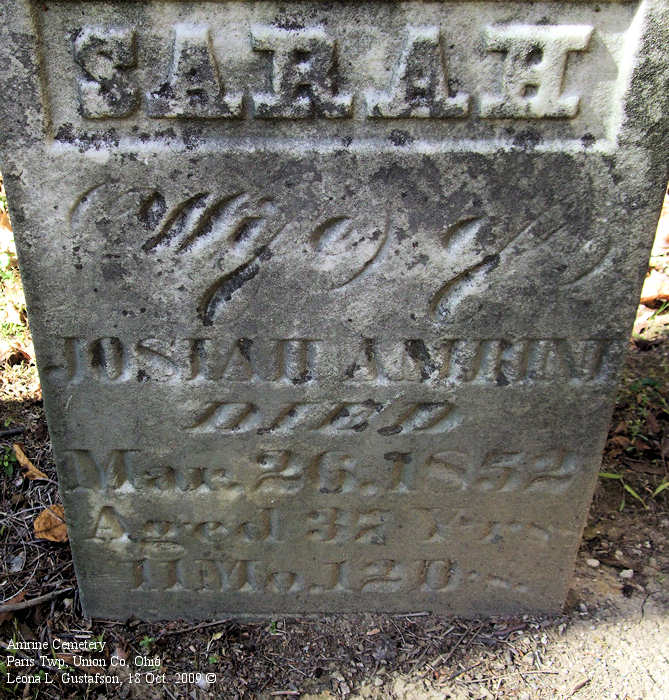 SARAH
Wife of
JOSIAH AMRINE
DIED
Mar. 26, 1852
Aged 37 Yrs
11 Mo. 12 D's.
Amrine Cemetery
Paris Twp, Union Co, Ohio
Leona L. Gustafson, 18 Oct. 2009 ©